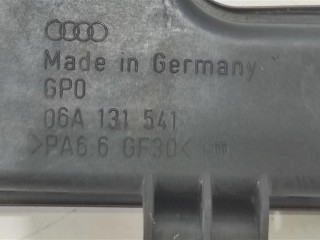 Made in Germany
GPO
06A 131 541
>PA6.6 GF30<